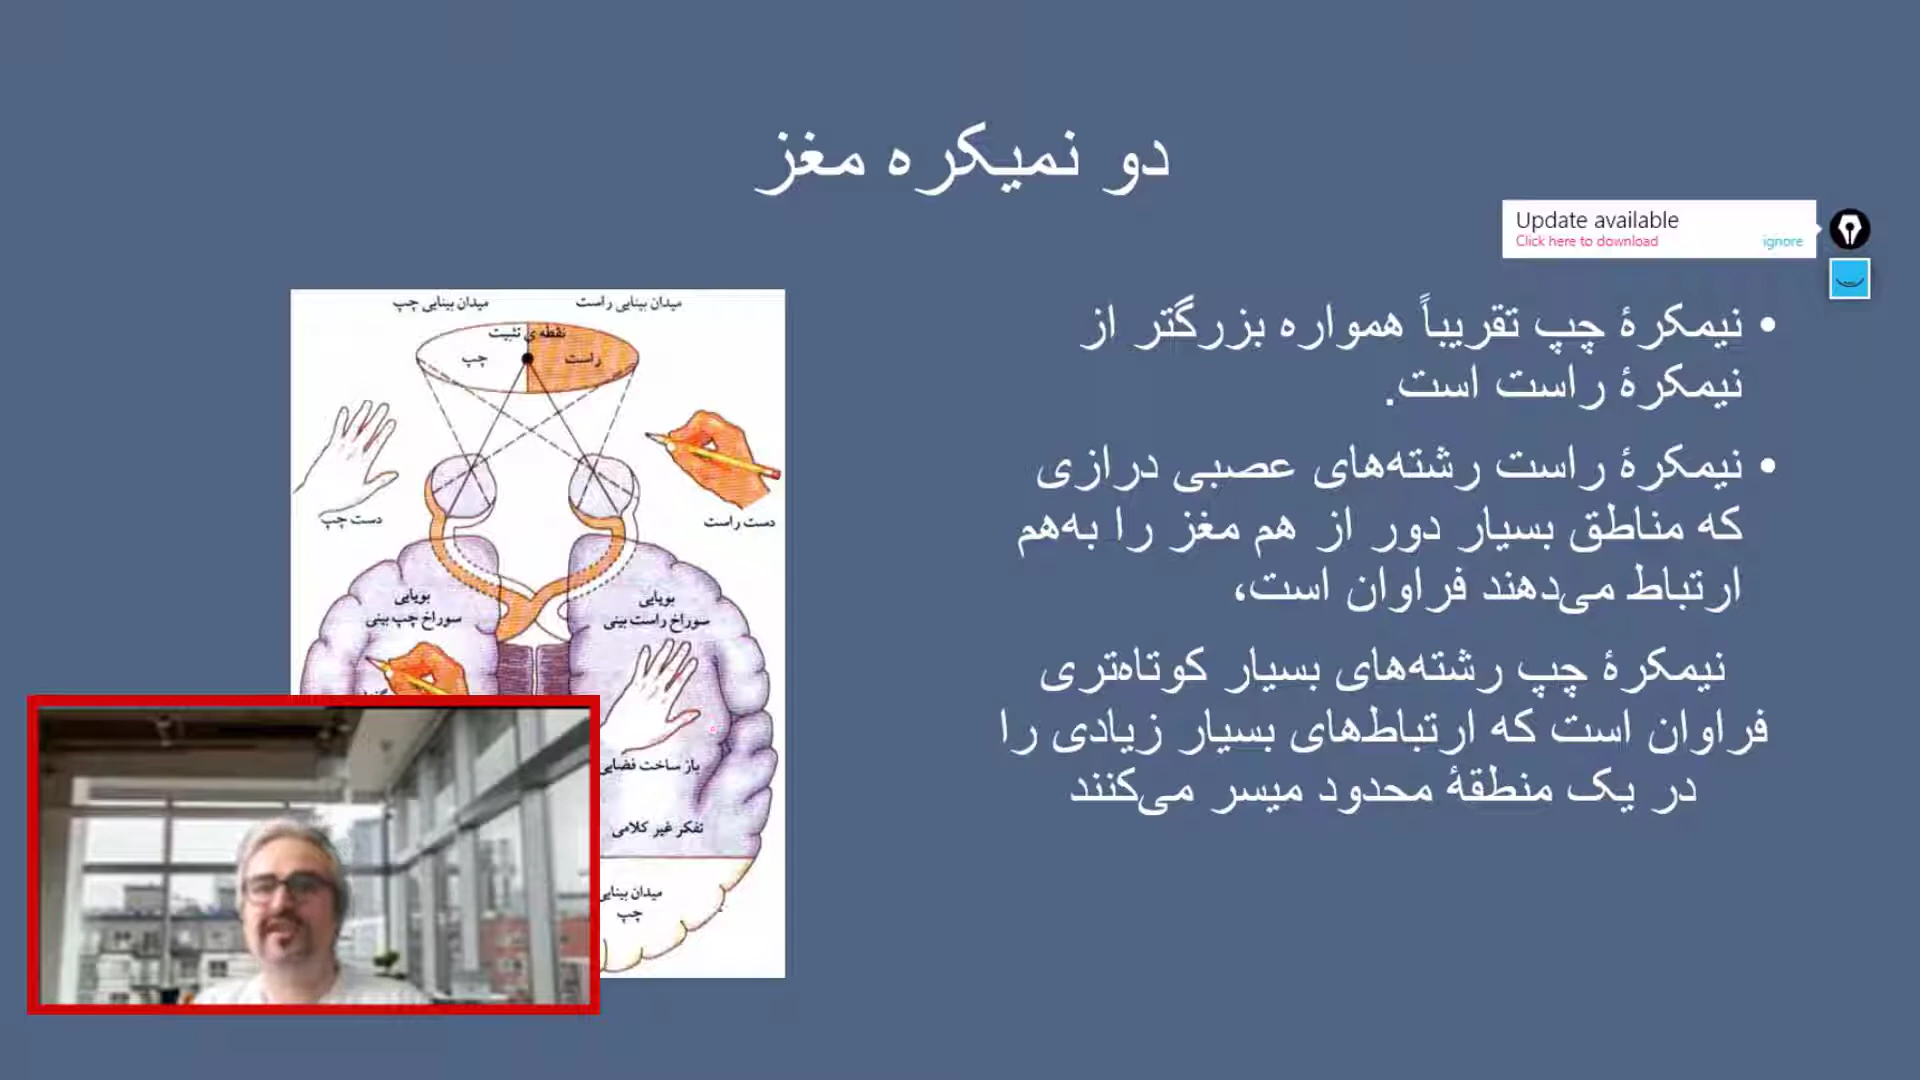 دو نمیکره مغز
Update available
Click here to download ignore
• نیمکرهٔ چپ تقریباً همواره بزرگتر از
نیمکرهٔ راست است.
• نیمکرهٔ راست رشته‌های عصبی درازی
که مناطق بسیار دور از هم مغز را به‌هم
ارتباط می‌دهند فراوان است،
نیمکرهٔ چپ رشته‌های بسیار کوتاه‌تری
فراوان است که ارتباط‌های بسیار زیادی را
در یک منطقهٔ محدود میسر می‌کنند
میدان بینایی راست
میدان بینایی چپ
نقطه‌ی تثبیت
راست
چپ
دست راست
دست چپ
بویایی
سوراخ راست بینی
بویایی
سوراخ چپ بینی
باز ساخت فضایی
تفکر غیر کلامی
میدان بینایی
چپ